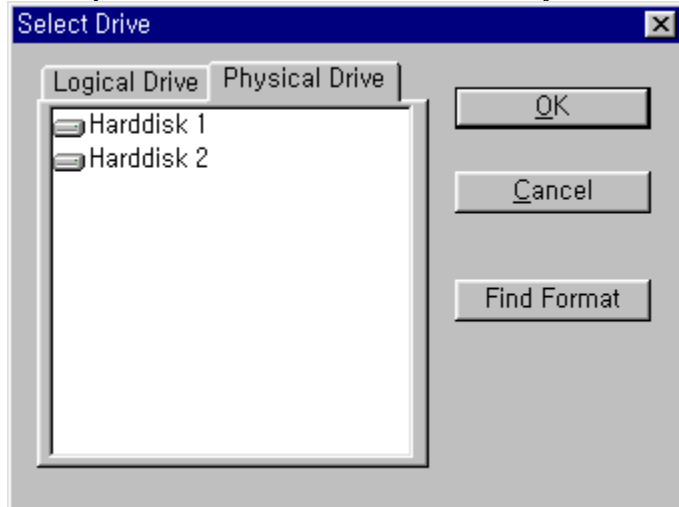 Select Drive
Logical Drive Physical Drive
Harddisk 1
Harddisk 2
OK
Cancel
Find Format